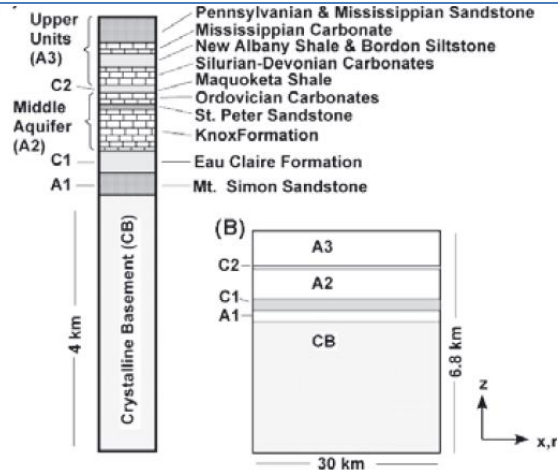 Upper
Units
(A3)
C2
Middle
Aquifer
(A2)
C1
A1
Pennsylvanian & Mississippian Sandstone
Mississippian Carbonate
New Albany Shale & Bordon Siltstone
Silurian-Devonian Carbonates
Maquoketa Shale
Ordovician Carbonates
St. Peter Sandstone
KnoxFormation
Eau Claire Formation
Mt. Simon Sandstone
4 km
Crystalline Basement (CB)
(B)
A3
C2
A2
C1
A1
CB
6.8 km
30 km
z
x,r